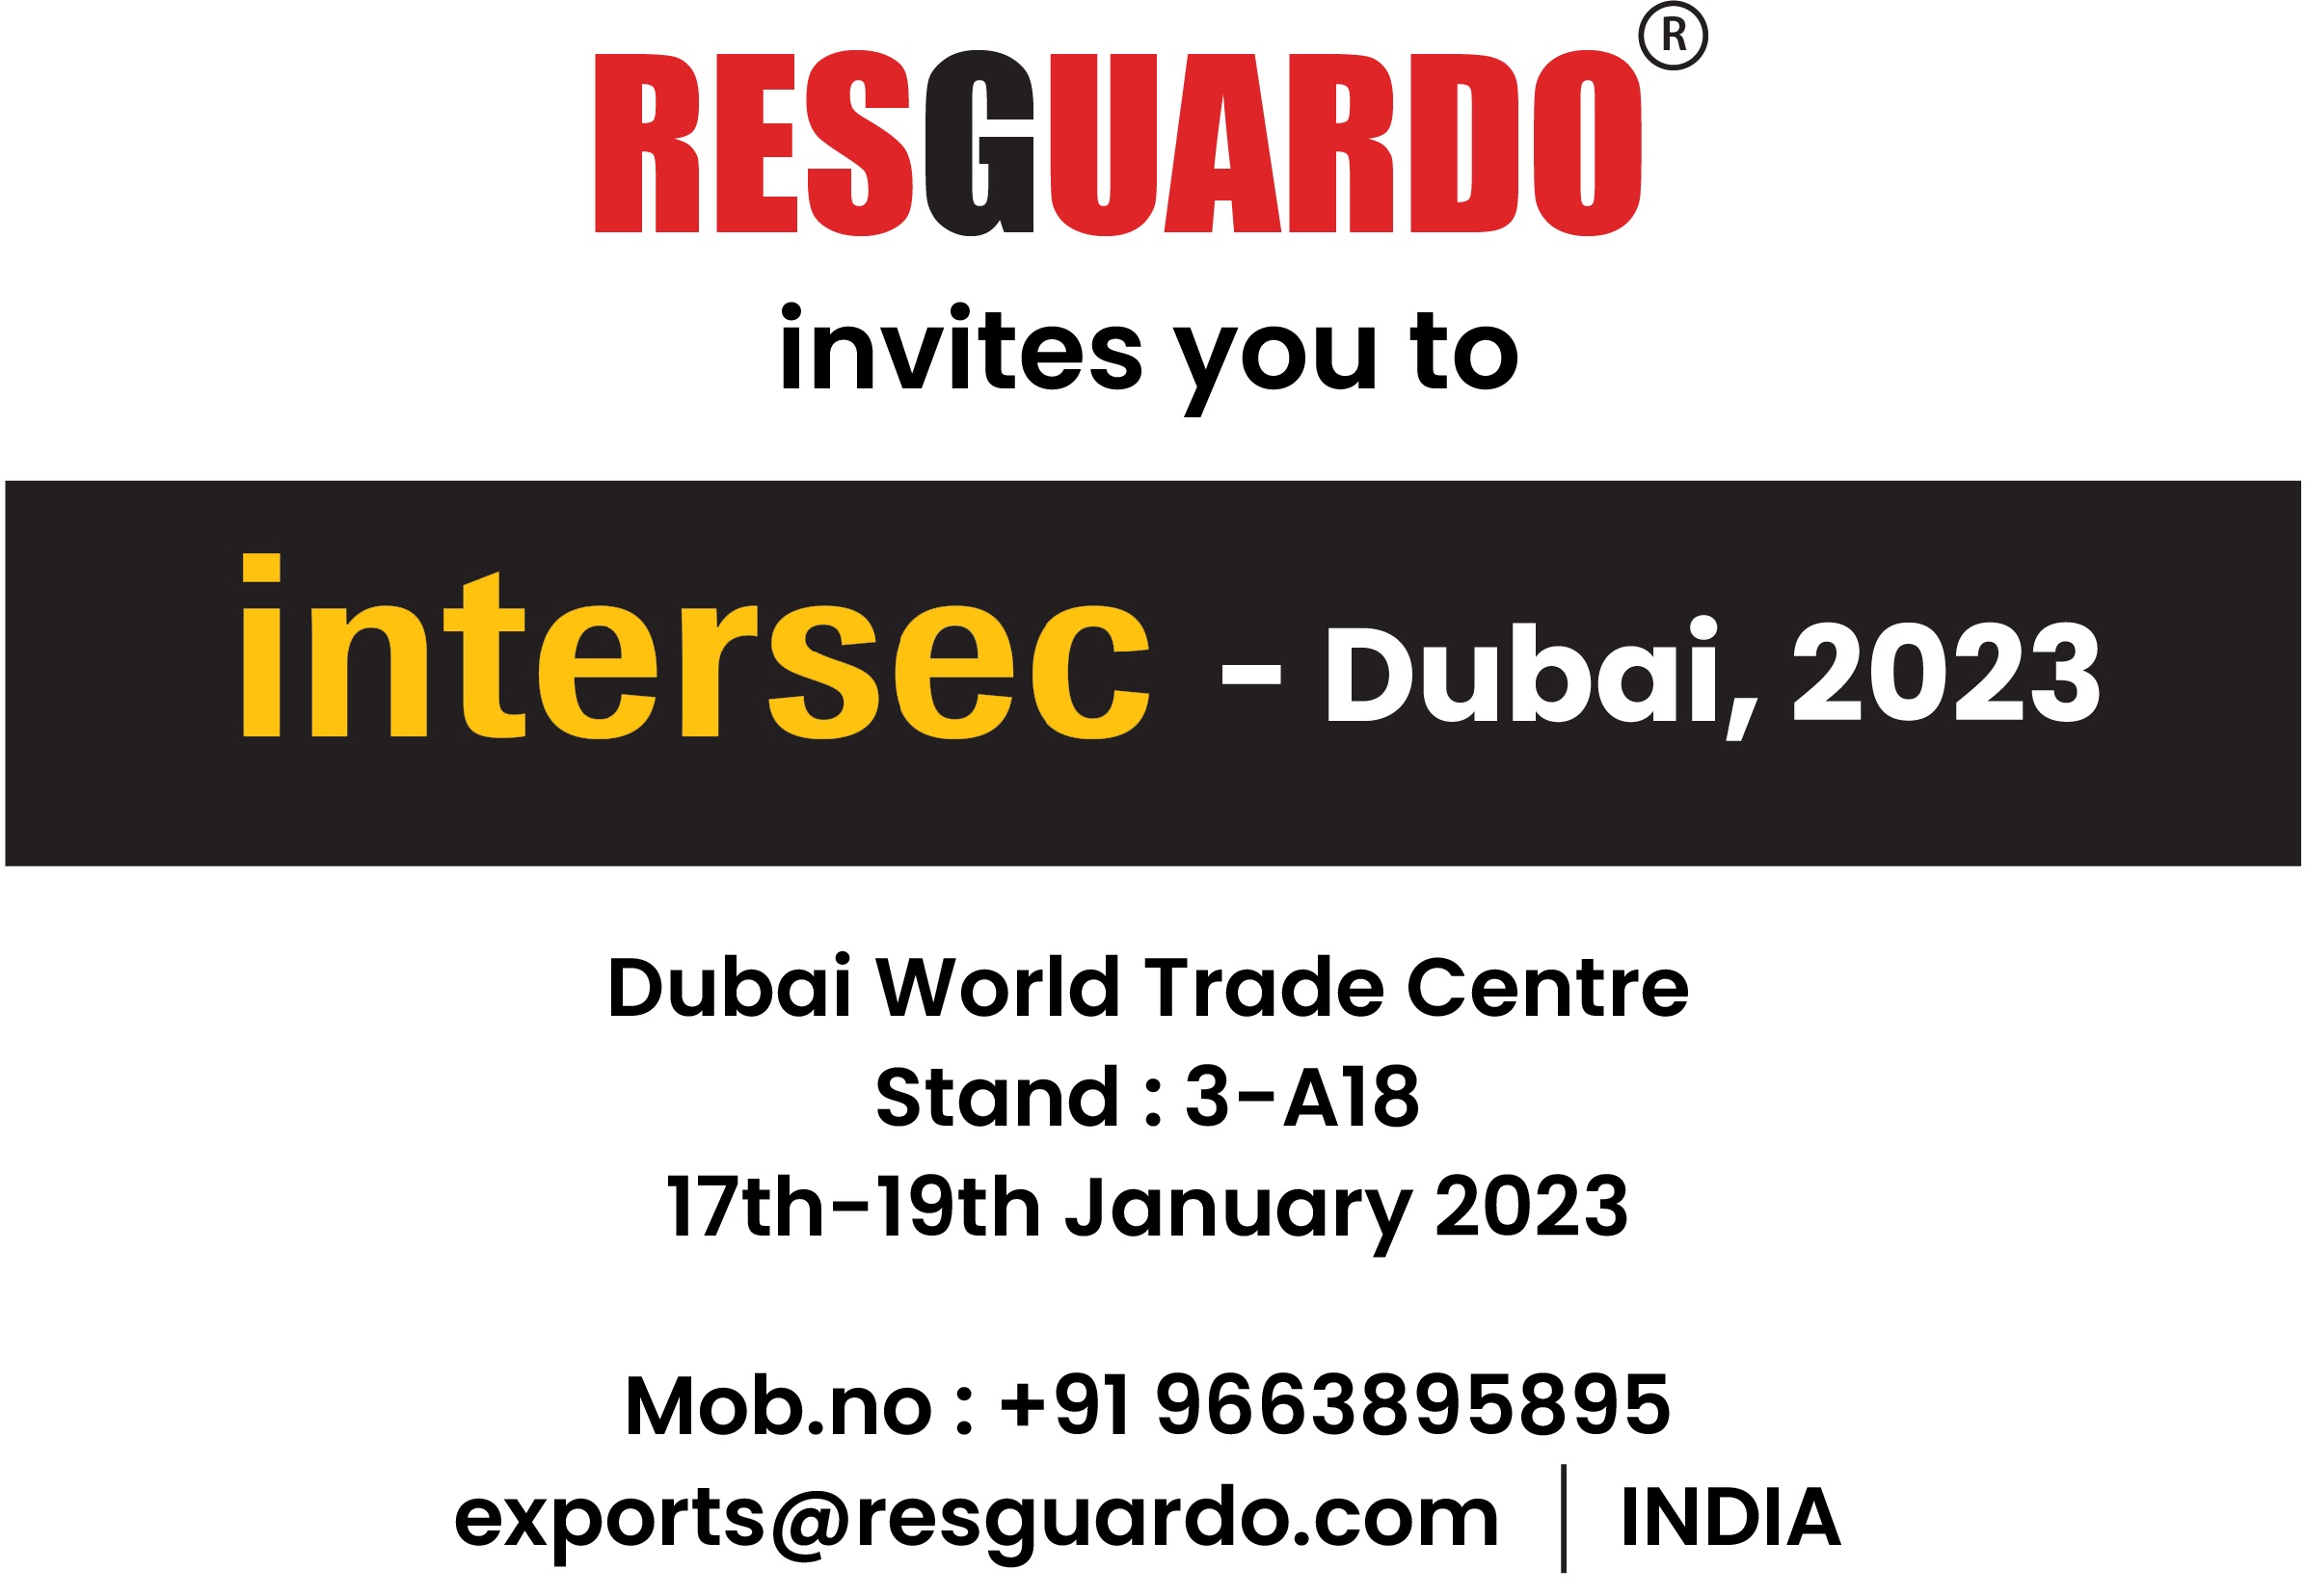 RESGUARDO®
invites you to
intersec - Dubai, 2023
Dubai World Trade Centre
Stand : 3-A18
17th-19th January 2023
Mob.no : +91 9663895895
exports@resguardo.com | INDIA